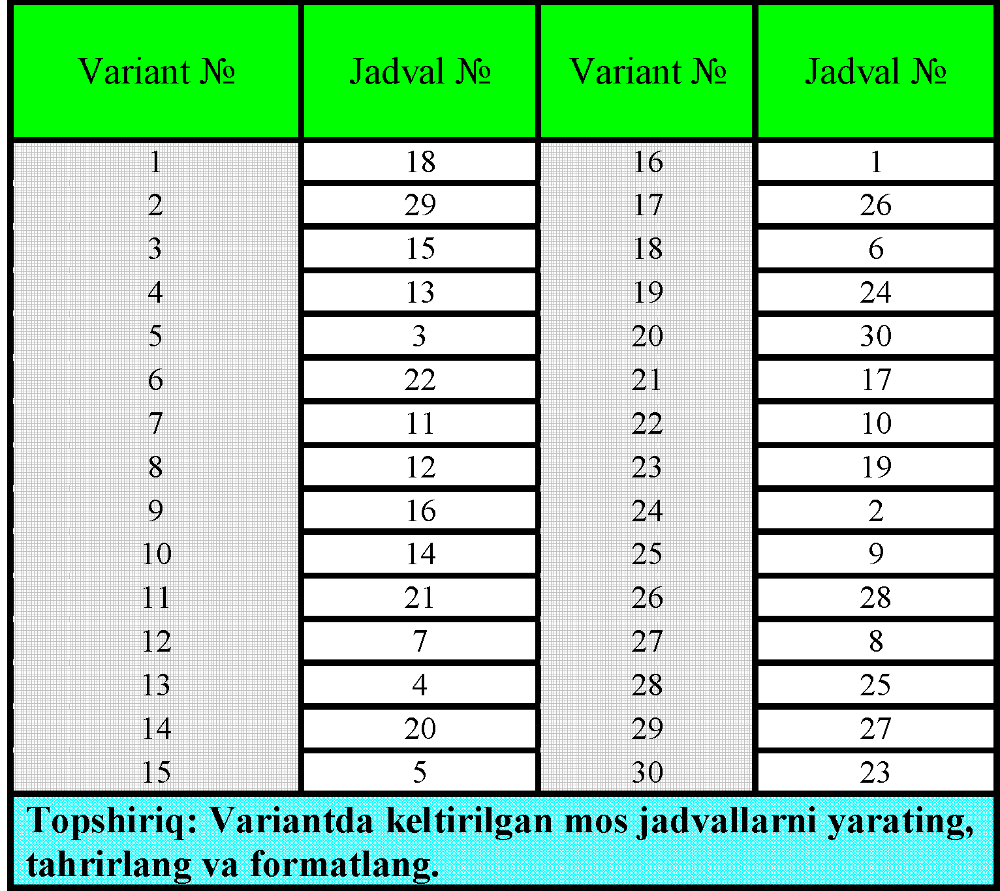 Variant № Jadval № Variant № Jadval №
1 18 16 1
2 29 17 26
3 15 18 6
4 13 19 24
5 3 20 30
6 22 21 17
7 11 22 10
8 12 23 19
9 16 24 2
10 14 25 9
11 21 26 28
12 7 27 8
13 4 28 25
14 20 29 27
15 5 30 23
Topshiriq: Variantda keltirilgan mos jadvallarni yarating,
tahrirlang va formatlang.